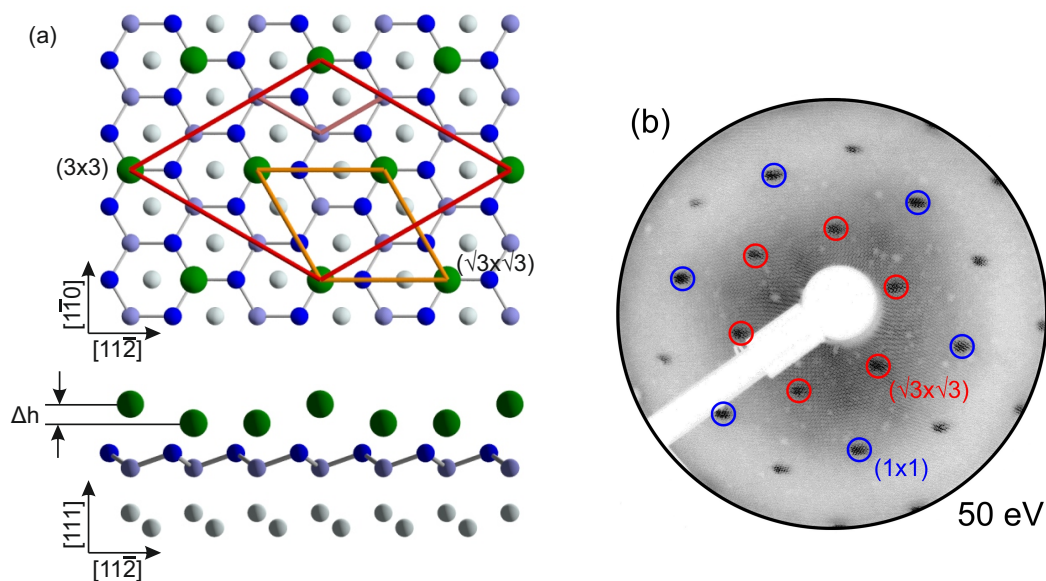 (a)
(3x3)
(√3x√3)
[11̅0]
[112̅]
Δh
[111]
[112̅]
(b)
(√3x√3)
(1x1)
50 eV